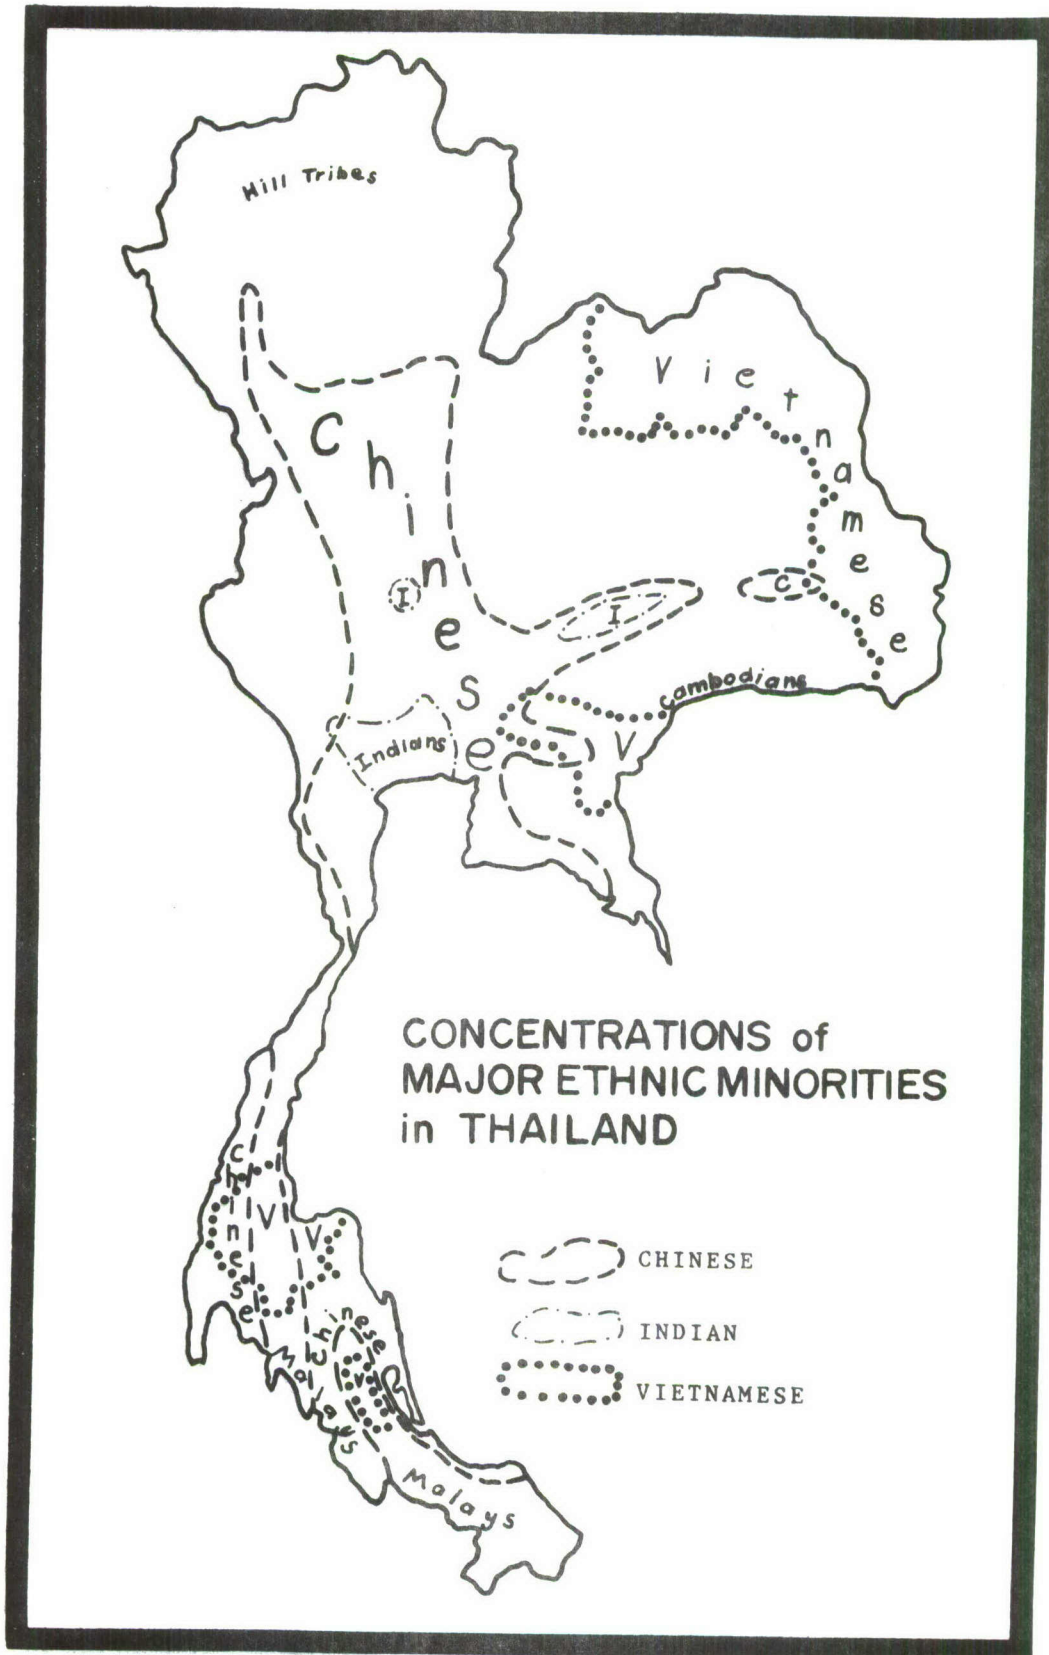 Hill Tribes
Vietnamese
Chinese
I
I
C
Cambodians
V
Indians
CONCENTRATIONS of
MAJOR ETHNIC MINORITIES
in THAILAND
Chinese
V
V
Chinese
V
Malays
Malays
CHINESE
INDIAN
VIETNAMESE